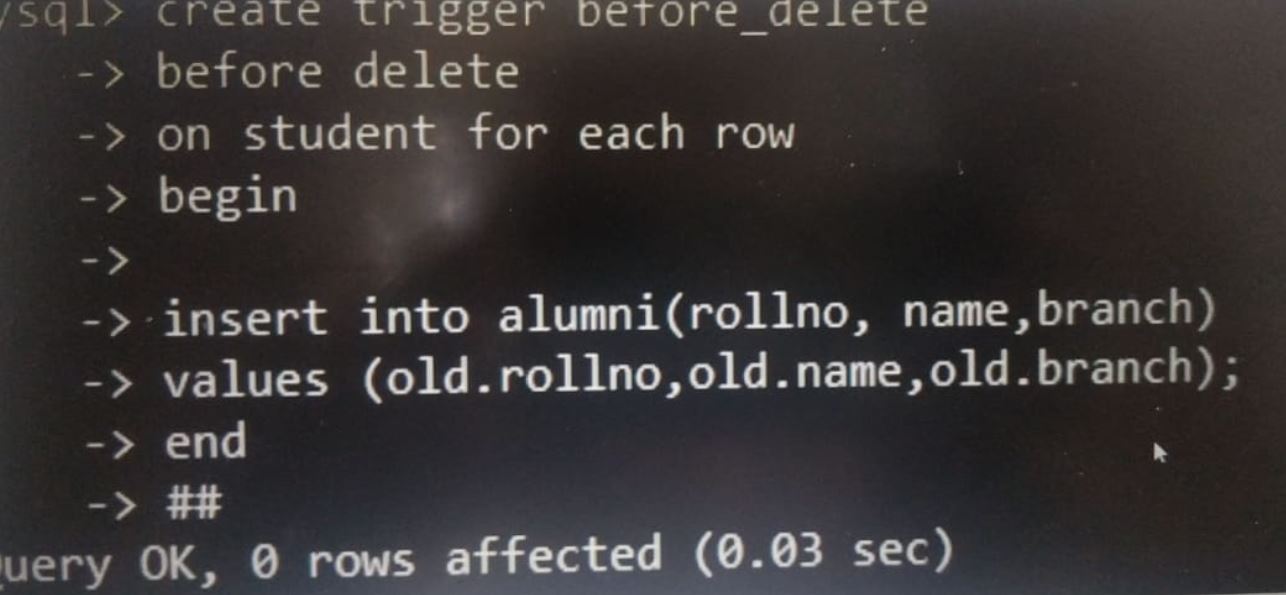 ysql> create trigger before_delete
-> before delete
-> on student for each row
-> begin
->
-> insert into alumni(rollno, name,branch)
-> values (old.rollno,old.name,old.branch);
-> end
-> ##
uery OK, 0 rows affected (0.03 sec)